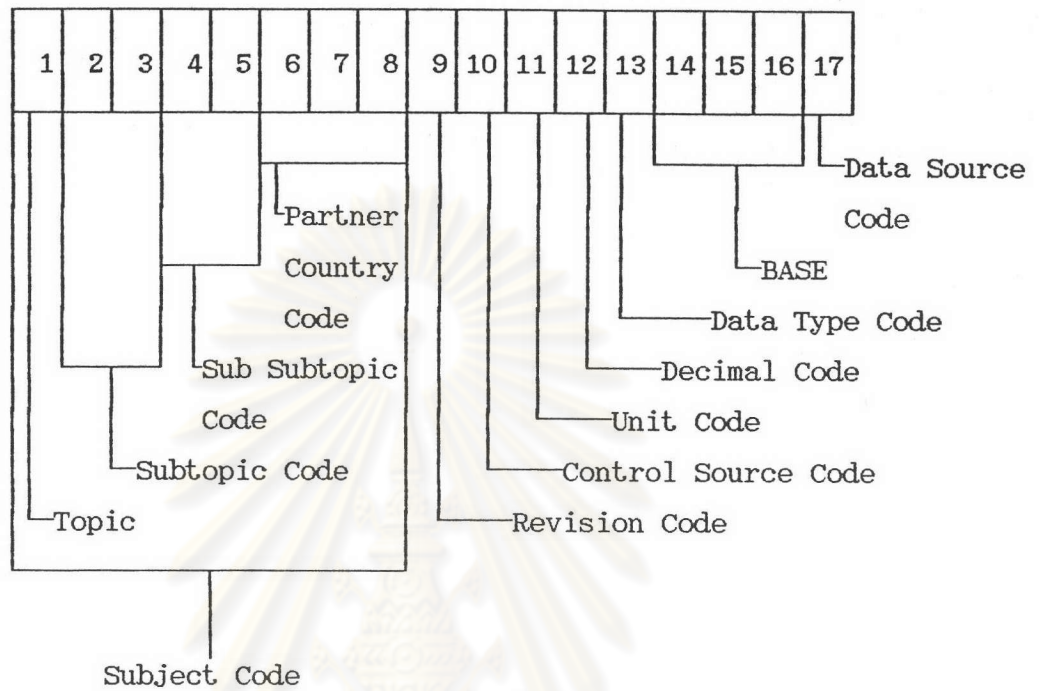 1 2 3 4 5 6 7 8 9 10 11 12 13 14 15 16 17
Data Source
Code
Partner
Country
Code
BASE
Data Type Code
Sub Subtopic
Code
Decimal Code
Unit Code
Subtopic Code
Control Source Code
Topic
Revision Code
Subject Code